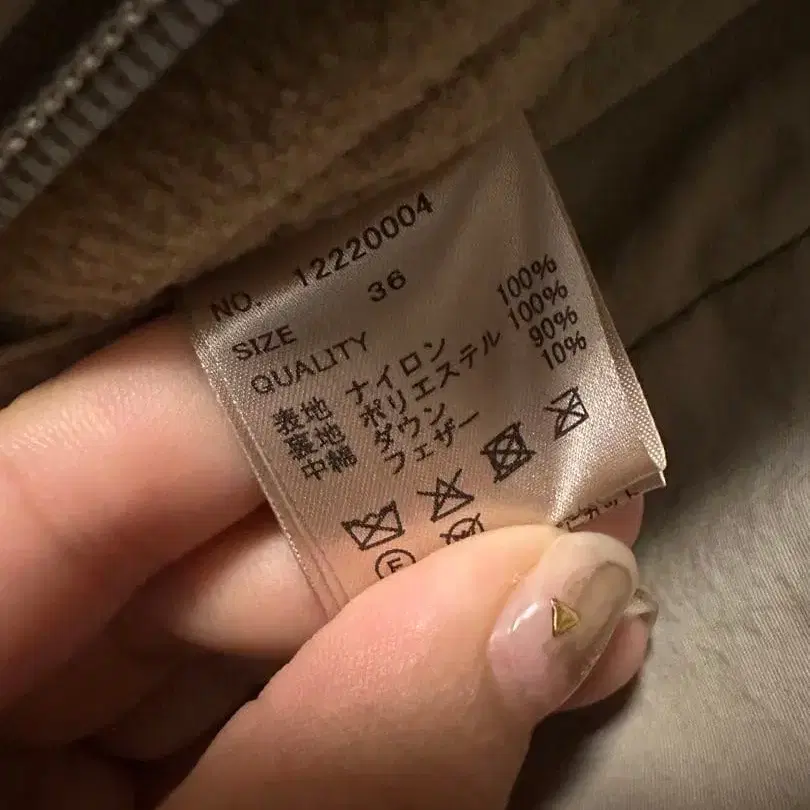 NO. 12220004
SIZE 36
QUALITY
表地 ナイロン 100%
裏地 ポリエステル 100%
中綿 ダウン 90%
フェザー 10%
F
W